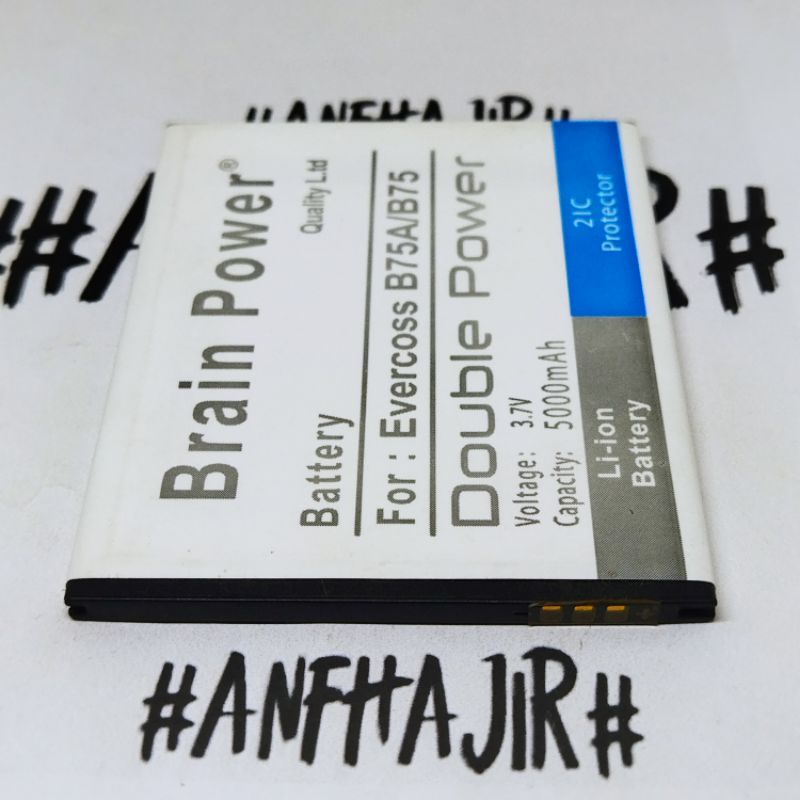 #ANFHAJIR#
Brain Power®
Quality Ltd
Battery
For : Evercoss B75A/B75
Double Power
Voltage: 3.7V
Capacity: 5000mAh
2IC
Protector
Li-ion
Battery
#ANFHAJIR#